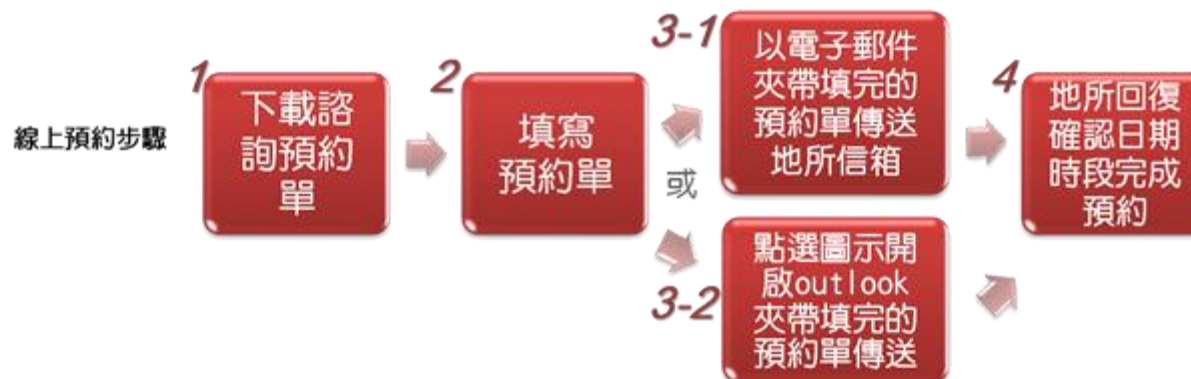 線上預約步驟
1
下載諮
詢預約
單
2
填寫
預約單
或
3-1
以電子郵件
夾帶填完的
預約單傳送
地所信箱
3-2
點選圖示開
啟outlook
夾帶填完的
預約單傳送
4
地所回復
確認日期
時段完成
預約